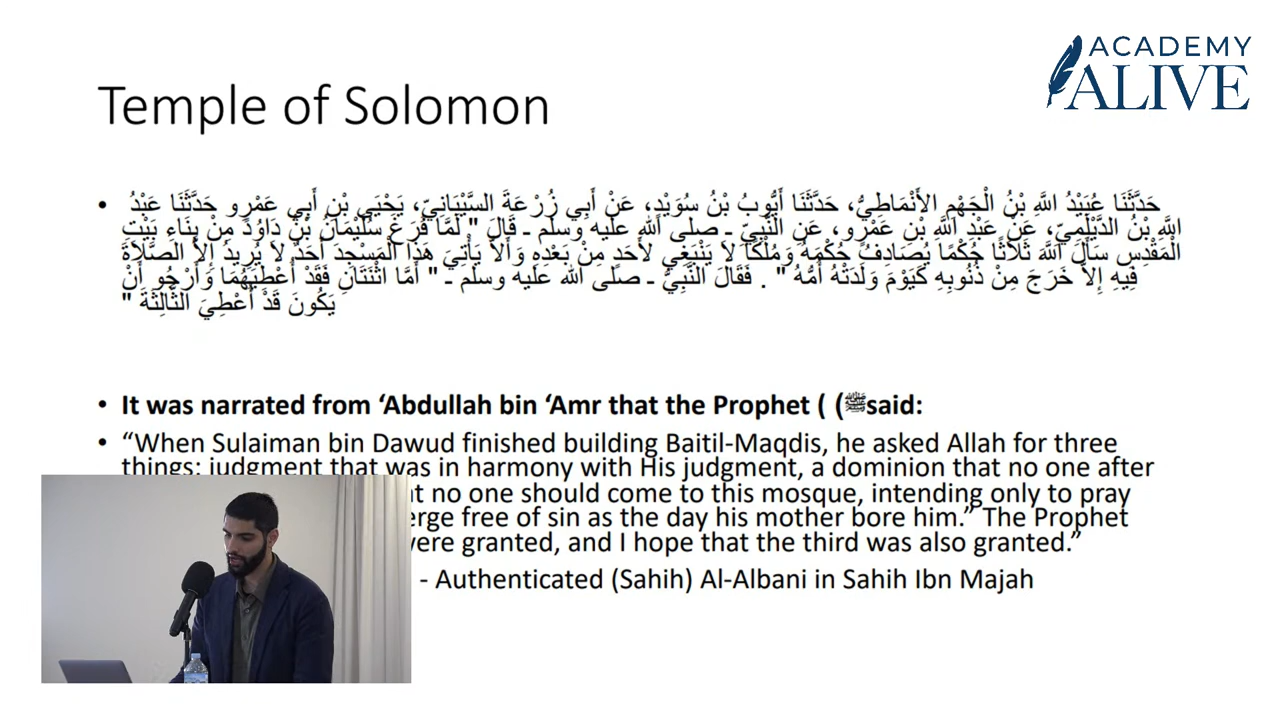 ACADEMY
ALIVE
Temple of Solomon
• حَدَّثَنَا عُبَيْدُ اللَّهِ بْنُ الْجَهْمِ الأَنْمَاطِيُّ، حَدَّثَنَا أَيُّوبُ بْنُ سُوَيْدٍ، عَنْ أَبِي زُرْعَةَ السَّيْبَانِيِّ، يَحْيَى بْنِ أَبِي عَمْرٍو حَدَّثَنَا عَبْدُ
اللَّهِ بْنُ الدَّيْلَمِيِّ، عَنْ عَبْدِ اللَّهِ بْنِ عَمْرٍو، عَنِ النَّبِيِّ ـ صلى الله عليه وسلم ـ قَالَ " لَمَّا فَرَغَ سُلَيْمَانُ بْنُ دَاوُدَ مِنْ بِنَاءِ بَيْتِ
الْمَقْدِسِ سَأَلَ اللَّهَ ثَلاَثًا حُكْمًا يُصَادِفُ حُكْمَهُ وَمُلْكًا لاَ يَنْبَغِي لأَحَدٍ مِنْ بَعْدِهِ وَأَلاَّ يَأْتِيَ هَذَا الْمَسْجِدَ أَحَدٌ لاَ يُرِيدُ إِلاَّ الصَّلاَةَ
فِيهِ إِلاَّ خَرَجَ مِنْ ذُنُوبِهِ كَيَوْمَ وَلَدَتْهُ أُمُّهُ " . فَقَالَ النَّبِيُّ ـ صلى الله عليه وسلم ـ " أَمَّا اثْنَتَانِ فَقَدْ أُعْطِيَهُمَا وَأَرْجُو أَنْ
يَكُونَ قَدْ أُعْطِيَ الثَّالِثَةَ "
• It was narrated from ‘Abdullah bin ‘Amr that the Prophet ( (ﷺsaid:
• “When Sulaiman bin Dawud finished building Baitil-Maqdis, he asked Allah for three
things: judgment that was in harmony with His judgment, a dominion that no one after
no one should come to this mosque, intending only to pray
free of sin as the day his mother bore him.” The Prophet
were granted, and I hope that the third was also granted.”
- Authenticated (Sahih) Al-Albani in Sahih Ibn Majah